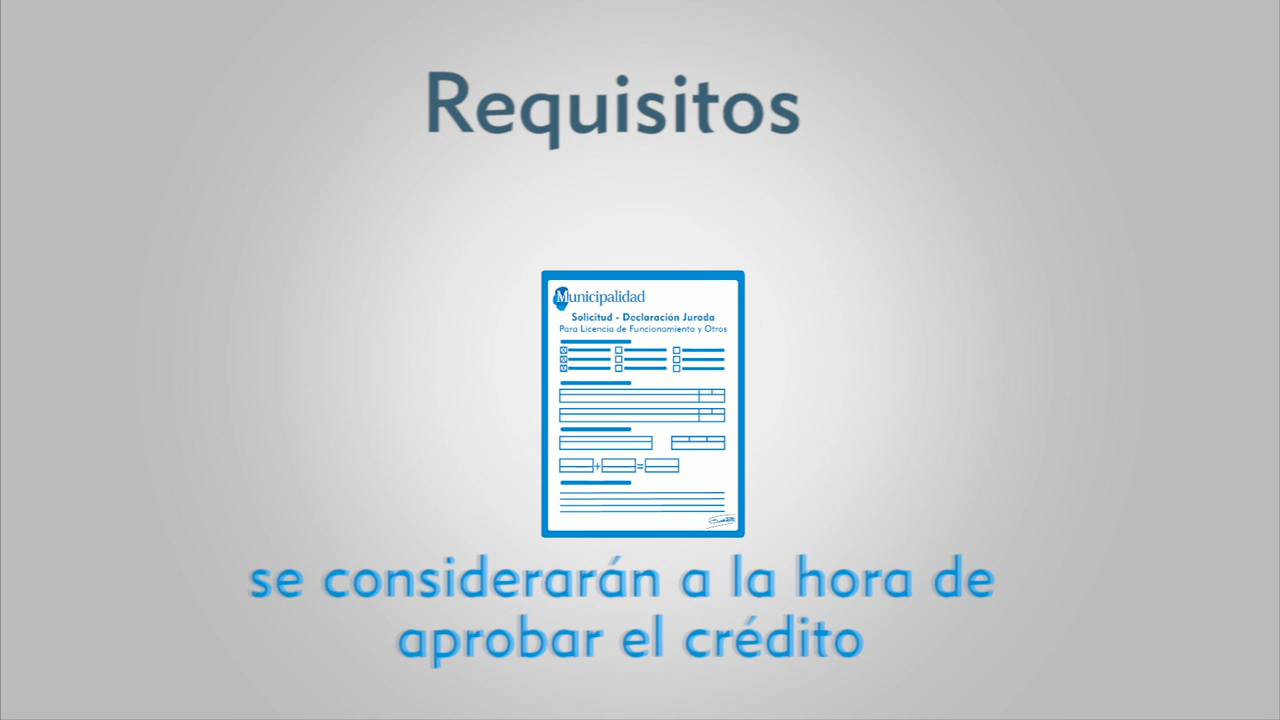 Requisitos
Municipalidad
Solicitud - Declaración Jurada
Para Licencia de Funcionamiento y Otros
se considerarán a la hora de
aprobar el crédito